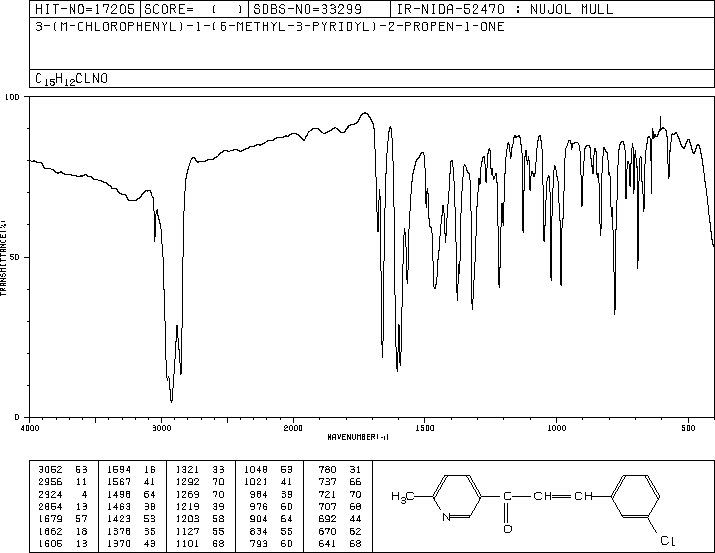 HIT-NO=17205 SCORE= ( ) SDBS-NO=33299 IR-NIDA-52470 : NUJOL MULL
3-(M-CHLOROPHENYL)-1-(6-METHYL-3-PYRIDYL)-2-PROPEN-1-ONE
C15H12CLNO
100
50
0
TRANSMITTANCE(%)
4000 3000 2000 1500 1000 500
WAVENUMBER(-1)
3062 63 1594 16 1321 33 1048 53 780 31
2956 11 1567 41 1292 70 1021 41 737 66
2924 4 1498 64 1269 70 984 39 721 70
2854 13 1463 38 1219 39 976 60 707 68
1679 57 1423 53 1203 58 904 64 692 44
1662 18 1378 35 1127 55 834 55 670 62
1605 13 1370 43 1101 68 793 60 641 68
H3C N C O CH CH Cl